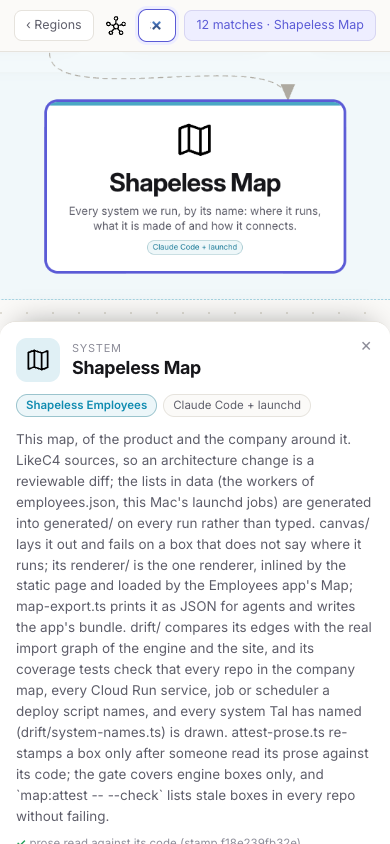 ‹ Regions
×
12 matches · Shapeless Map
Shapeless Map
Every system we run, by its name: where it runs,
what it is made of and how it connects.
Claude Code + launchd
SYSTEM
×
Shapeless Map
Shapeless Employees
Claude Code + launchd
This map, of the product and the company around it.
LikeC4 sources, so an architecture change is a
reviewable diff; the lists in data (the workers of
employees.json, this Mac's launchd jobs) are generated
into generated/ on every run rather than typed. canvas/
lays it out and fails on a box that does not say where it
runs; its renderer/ is the one renderer, inlined by the
static page and loaded by the Employees app's Map;
map-export.ts prints it as JSON for agents and writes
the app's bundle. drift/ compares its edges with the real
import graph of the engine and the site, and its
coverage tests check that every repo in the company
map, every Cloud Run service, job or scheduler a
deploy script names, and every system Tal has named
(drift/system-names.ts) is drawn. attest-prose.ts re-
stamps a box only after someone read its prose against
its code; the gate covers engine boxes only, and
`map:attest -- --check` lists stale boxes in every repo
without failing.
✔ prose read against its code (stamp f18e239fb32e)